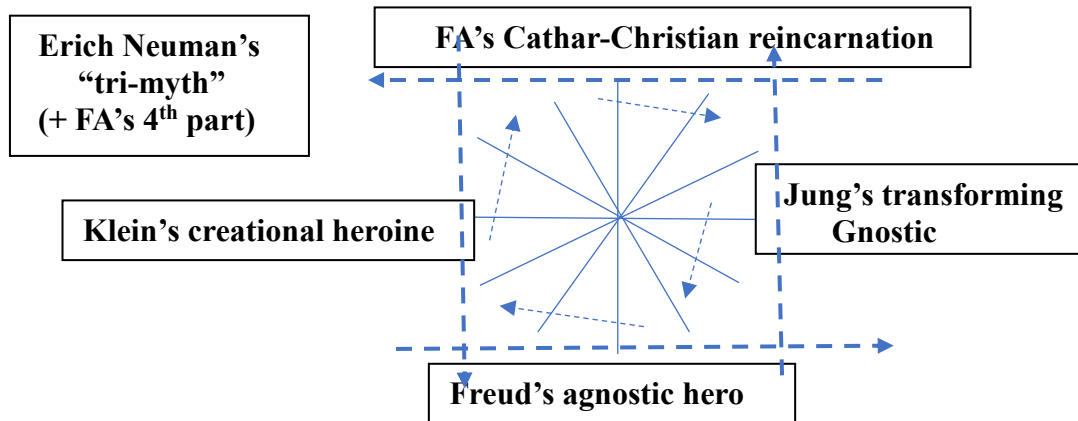 Erich Neuman’s
“tri-myth”
(+ FA’s 4th part)
FA’s Cathar-Christian reincarnation
Klein’s creational heroine
Jung’s transforming
Gnostic
Freud’s agnostic hero